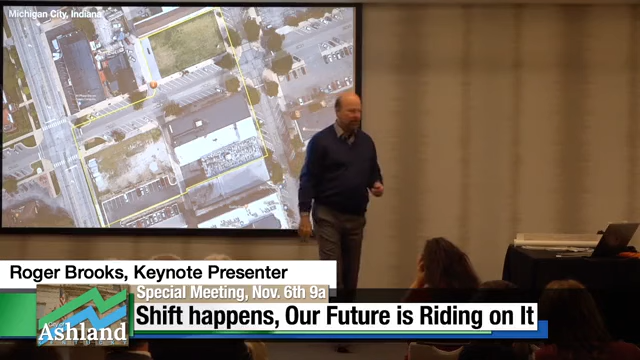 Michigan City, Indiana
Roger Brooks, Keynote Presenter
Special Meeting, Nov. 6th 9a
Ashland
Shift happens, Our Future is Riding on It